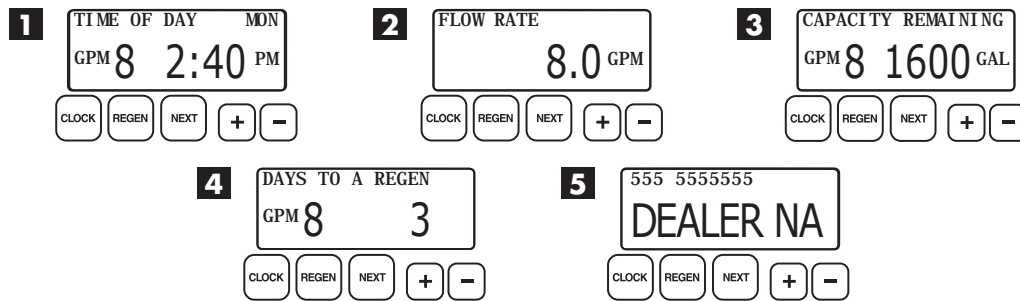 1
TIME OF DAY MON
GPM 8 2:40 PM
CLOCK REGEN NEXT + -
2
FLOW RATE
8.0 GPM
CLOCK REGEN NEXT + -
3
CAPACITY REMAINING
GPM 8 1600 GAL
CLOCK REGEN NEXT + -
4
DAYS TO A REGEN
GPM 8 3
CLOCK REGEN NEXT + -
5
555 5555555
DEALER NA
CLOCK REGEN NEXT + -